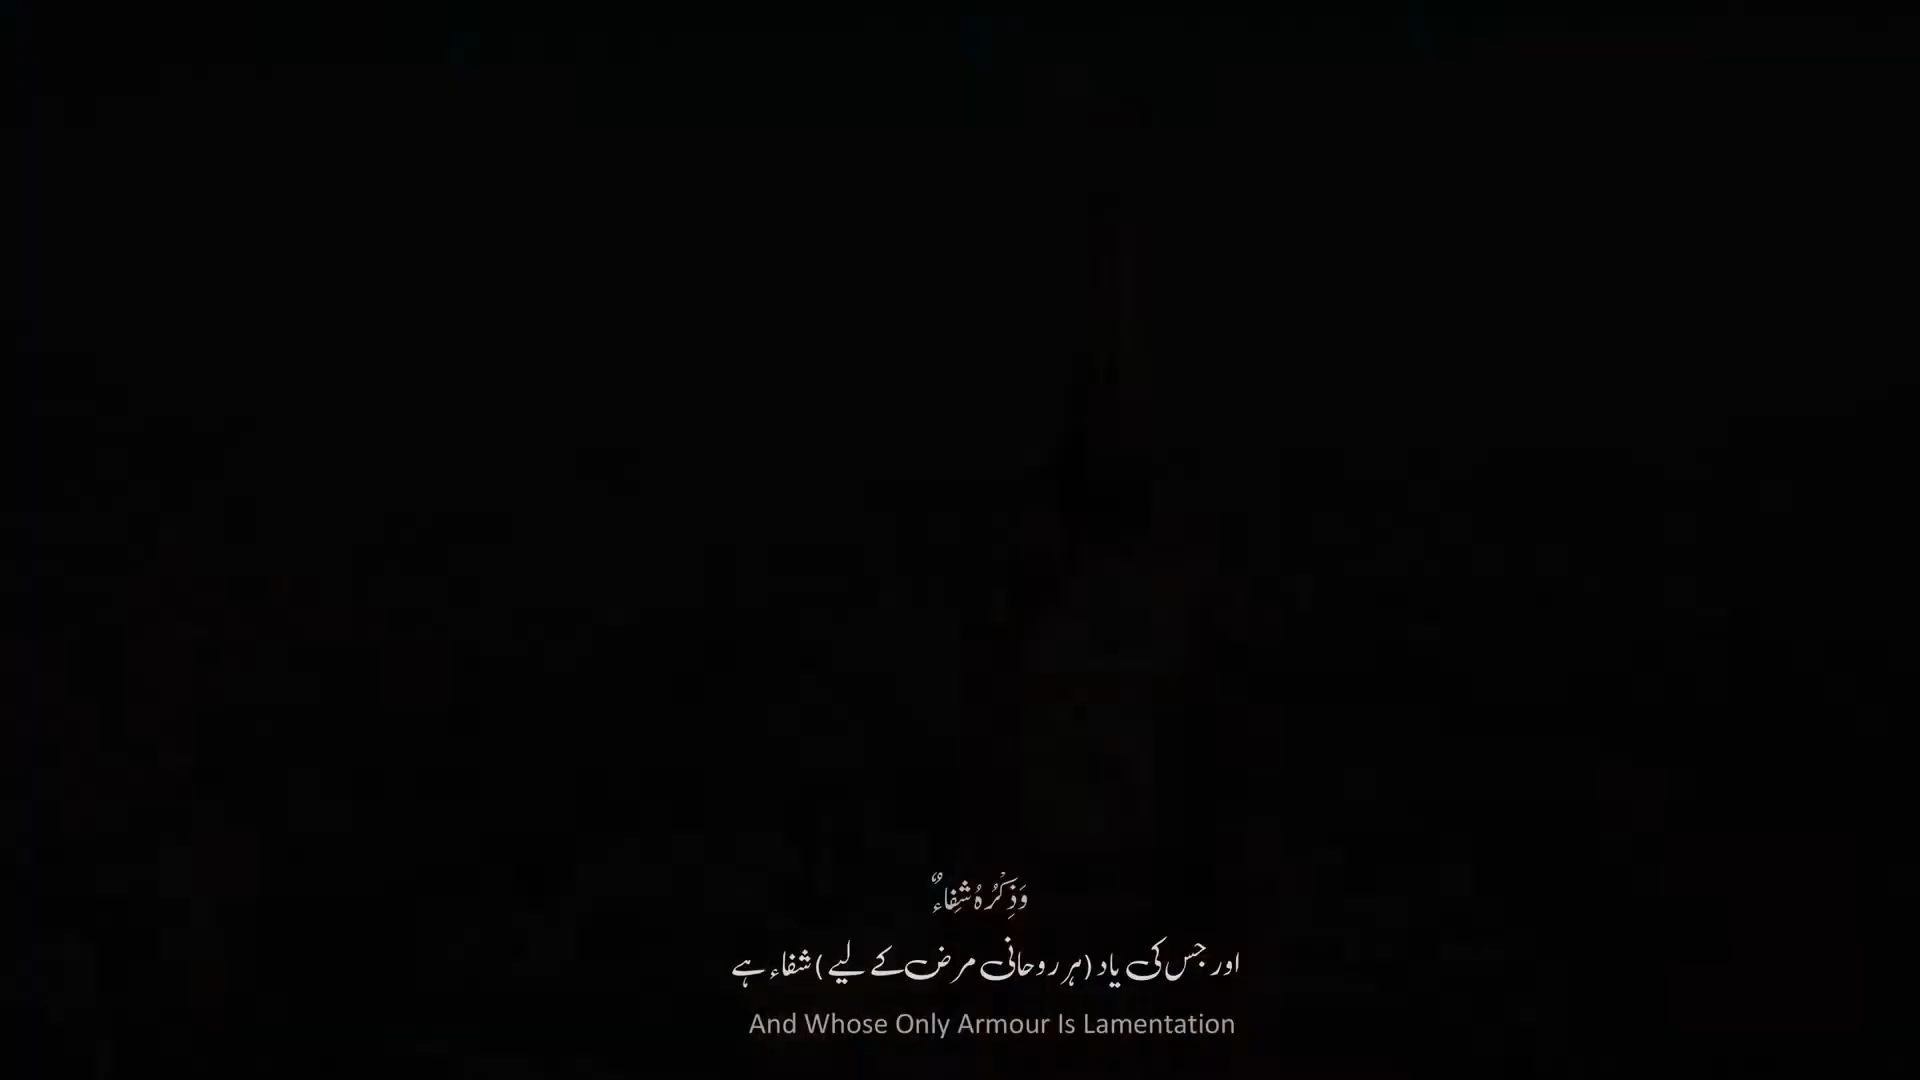 وَذِكْرُهُ شِفَاءٌ
اور جس کی یاد (ہر روحانی مرض کے لیے) شفاء ہے
And Whose Only Armour Is Lamentation